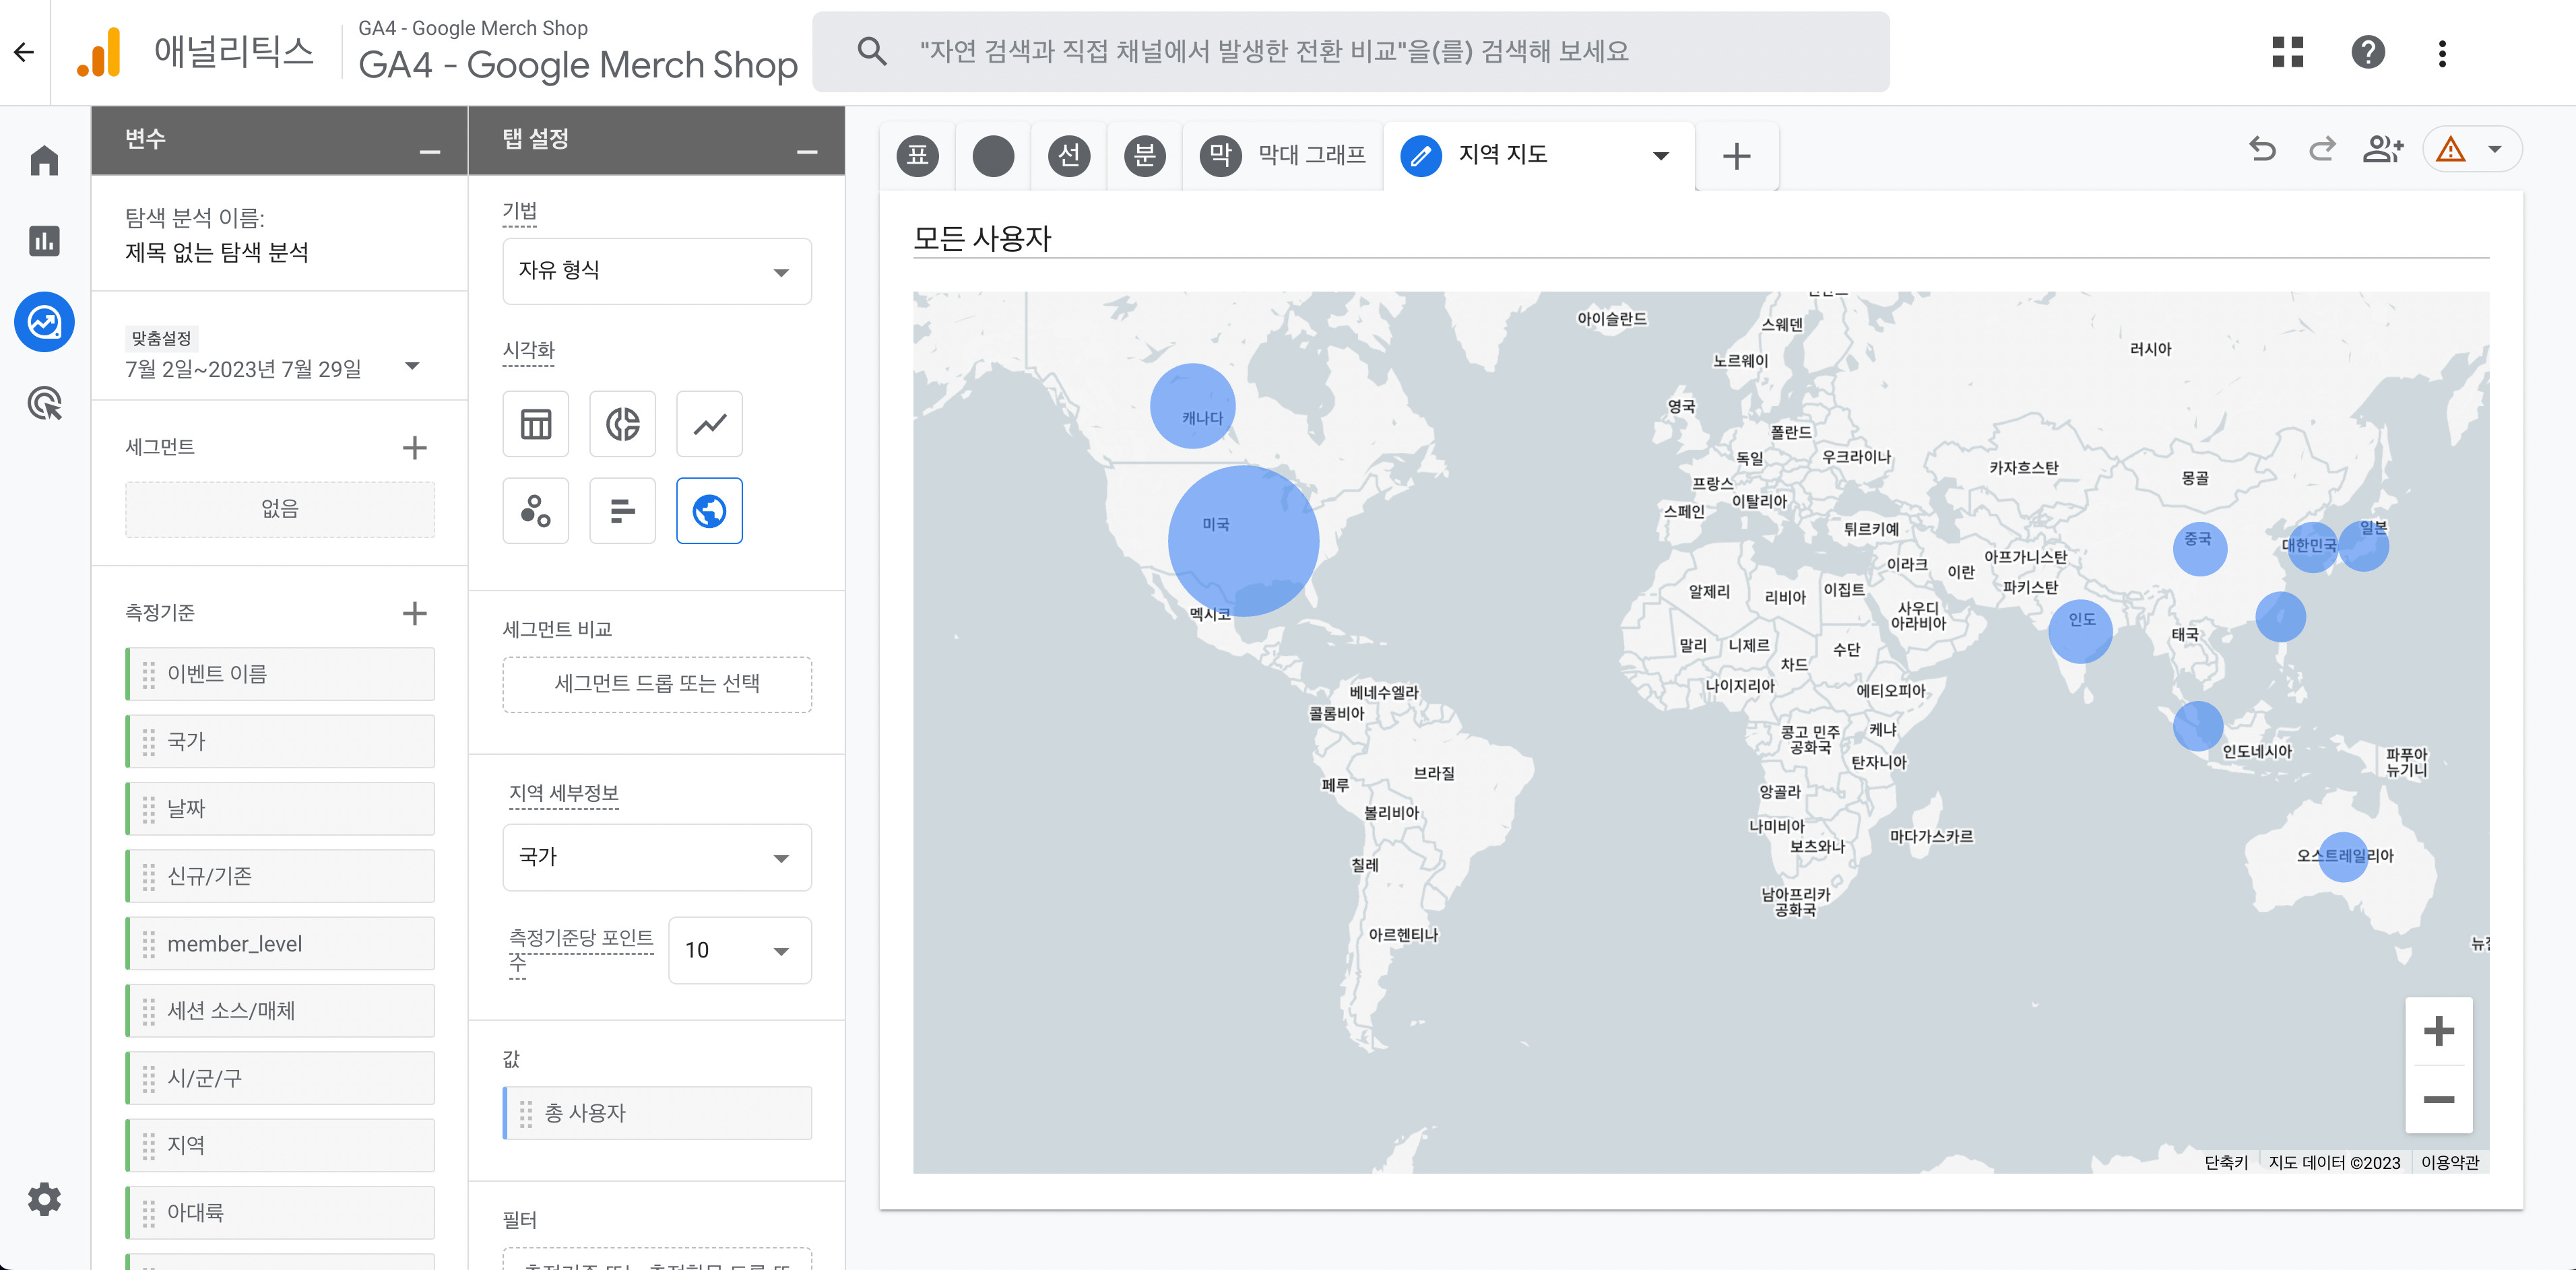 애널리틱스
GA4 - Google Merch Shop
GA4 - Google Merch Shop
"자연 검색과 직접 채널에서 발생한 전환 비교"을(를) 검색해 보세요
변수
탐색 분석 이름:
제목 없는 탐색 분석
맞춤설정
7월 2일~2023년 7월 29일
세그먼트
없음
측정기준
이벤트 이름
국가
날짜
신규/기존
member_level
세션 소스/매체
시/군/구
지역
아대륙
탭 설정
기법
자유 형식
시각화
세그먼트 비교
세그먼트 드롭 또는 선택
지역 세부정보
국가
측정기준당 포인트
수
10
값
총 사용자
필터
표
선
분
막
막대 그래프
지역 지도
모든 사용자
아이슬란드
스웨덴
러시아
노르웨이
캐나다
영국
폴란드
독일
우크라이나
카자흐스탄
몽골
프랑스
이탈리아
스페인
미국
튀르키예
중국
대한민국
일본
이라크
이란
아프가니스탄
파키스탄
알제리
리비아
이집트
사우디
아라비아
멕시코
인도
태국
말리
니제르
수단
차드
나이지리아
에티오피아
베네수엘라
콜롬비아
콩고 민주
공화국
케냐
탄자니아
인도네시아
파푸아
뉴기니
페루
브라질
앙골라
볼리비아
나미비아
보츠와나
마다가스카르
칠레
오스트레일리아
남아프리카
공화국
아르헨티나
단축키
지도 데이터 ©2023
이용약관